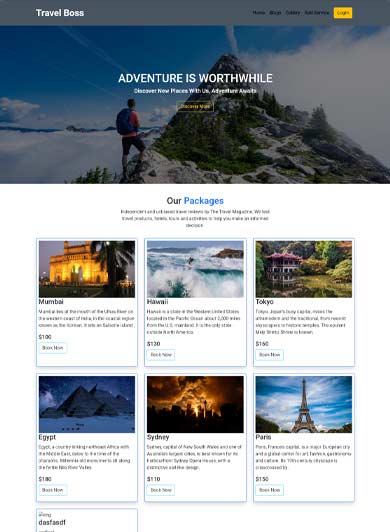 Travel Boss
Home Blogs Gallery Add Service Login
ADVENTURE IS WORTHWHILE
Discover New Places With Us, Adventure Awaits
Discover More
Our Packages
Independent and unbiased travel reviews by The Travel Magazine. We test
travel products, hotels, tours and activities to help you make an informed
decision.
Mumbai
Mumbai lies at the mouth of the Ulhas River on
the western coast of India, in the coastal region
known as the Konkan. It sits on Salsette Island
$100
Book Now
Hawaii
Hawaii is a state in the Western United States
located in the Pacific Ocean about 2,000 miles
from the U.S. mainland. It is the only state
outside North America
$130
Book Now
Tokyo
Tokyo, Japan's busy capital, mixes the
ultramodern and the traditional, from neon-lit
skyscrapers to historic temples. The opulent
Meiji Shinto Shrine is known
$160
Book Now
Egypt
Egypt, a country linking northeast Africa with
the Middle East, dates to the time of the
pharaohs. Millennia-old monuments sit along
the fertile Nile River Valley
$180
Book Now
Sydney
Sydney, capital of New South Wales and one of
Australia's largest cities, is best known for its
harbourfront Sydney Opera House, with a
distinctive sail-like design.
$110
Book Now
Paris
Paris, France's capital, is a major European city
and a global center for art, fashion, gastronomy
and culture. Its 19th-century cityscape is
crisscrossed by
$150
Book Now
img
dasfasdf